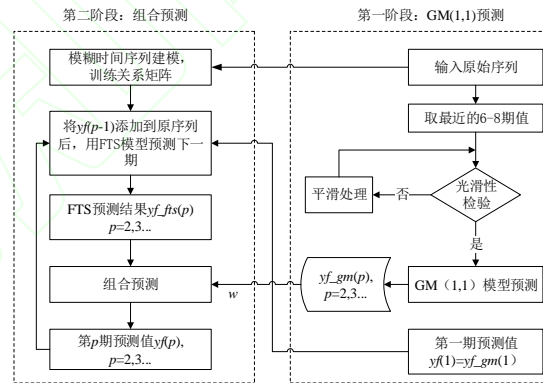 第二阶段：组合预测
模糊时间序列建模，
训练关系矩阵
将yf(p-1)添加到原序列
后，用FTS模型预测下一
期
FTS预测结果yf_fts(p)
p=2,3...
组合预测
第p期预测值yf(p),
p=2,3...
w
第一阶段：GM(1,1)预测
输入原始序列
取最近的6-8期值
平滑处理
否
光滑性
检验
是
yf_gm(p),
p=2,3...
GM（1,1）模型预测
第一期预测值
yf(1)=yf_gm(1）